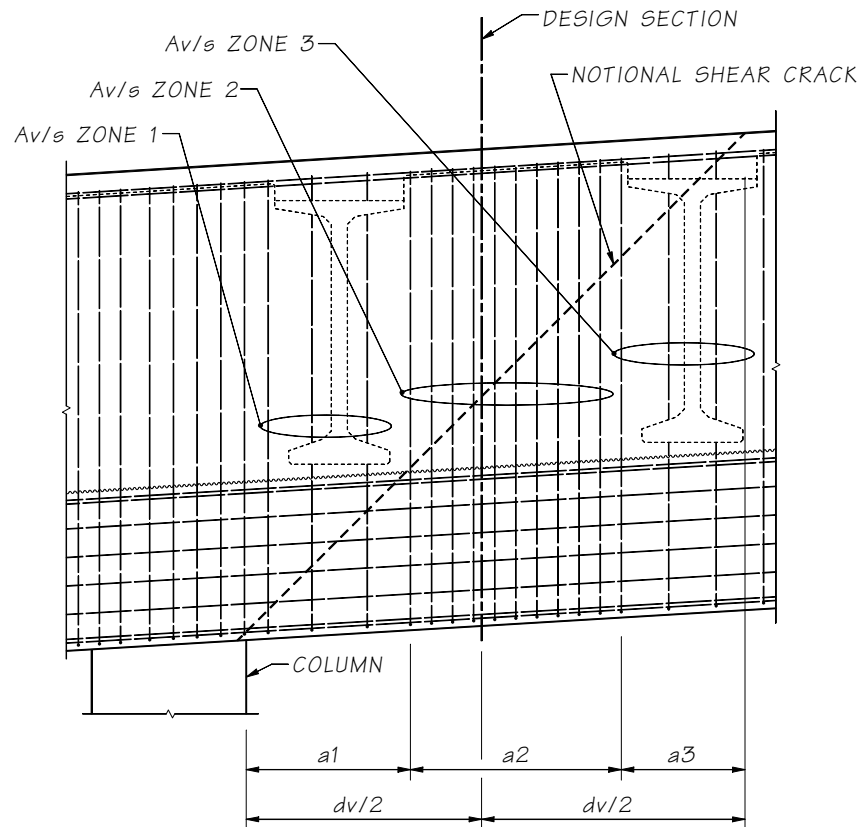 DESIGN SECTION
Av/s ZONE 3
NOTIONAL SHEAR CRACK
Av/s ZONE 2
Av/s ZONE 1
COLUMN
a1 a2 a3
dv/2 dv/2